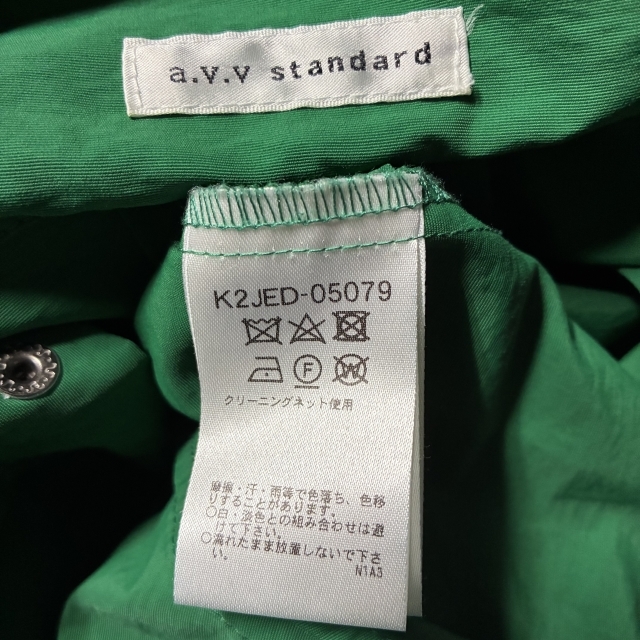 a.v.v standard
K2JED-05079
F W
クリーニングネット使用
摩擦・汗・雨等で色落ち、色移
りすることがあります。
○白・淡色との組み合わせは避
けて下さい。
○濡れたまま放置しないで下さ
い。
N1A3